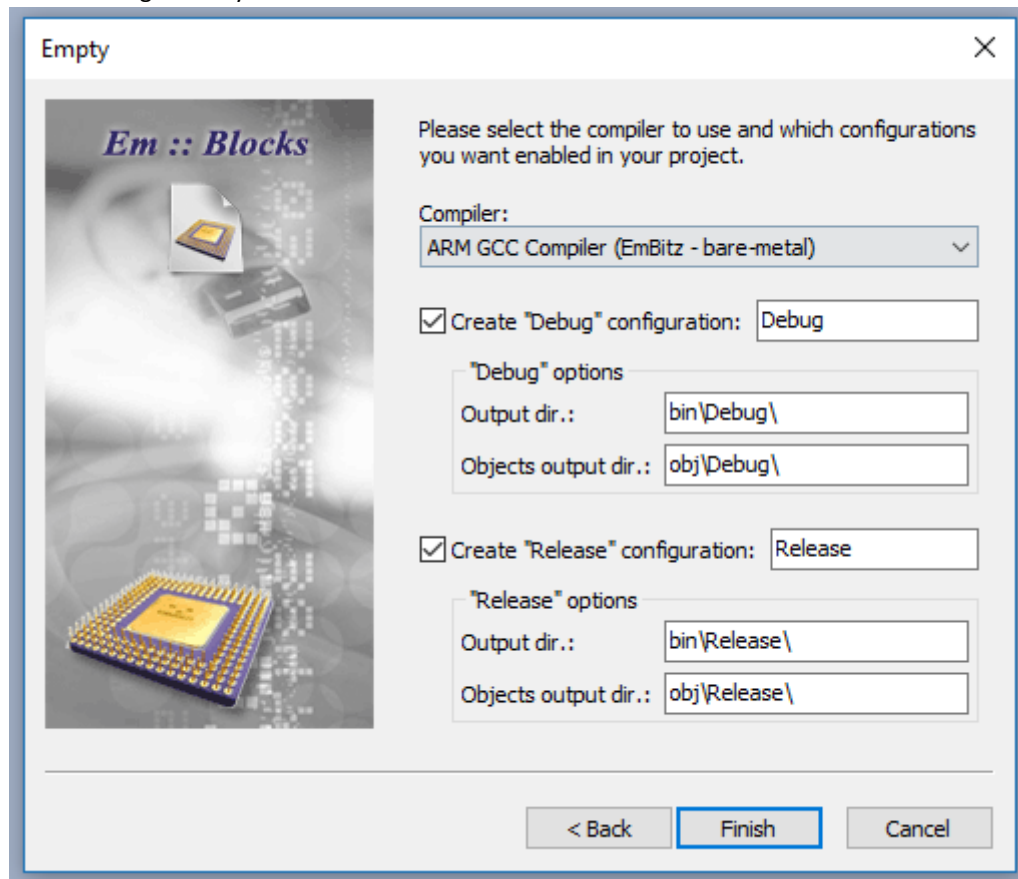 Empty
Em :: Blocks
Please select the compiler to use and which configurations
you want enabled in your project.
Compiler:
ARM GCC Compiler (EmBitz - bare-metal)
Create "Debug" configuration: Debug
"Debug" options
Output dir.: bin\Debug\
Objects output dir.: obj\Debug\
Create "Release" configuration: Release
"Release" options
Output dir.: bin\Release\
Objects output dir.: obj\Release\
< Back Finish Cancel